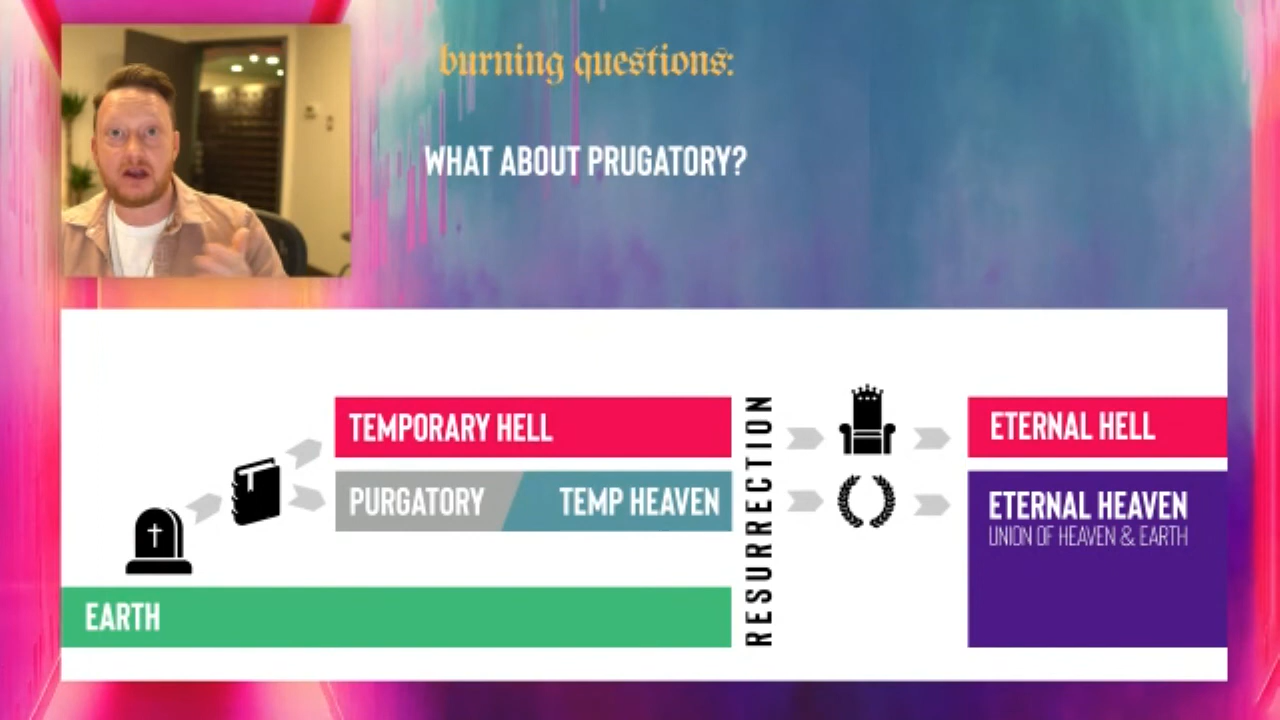 burning questions:
WHAT ABOUT PRUGATORY?
TEMPORARY HELL
PURGATORY
TEMP HEAVEN
EARTH
RESURRECTION
ETERNAL HELL
ETERNAL HEAVEN
UNION OF HEAVEN & EARTH